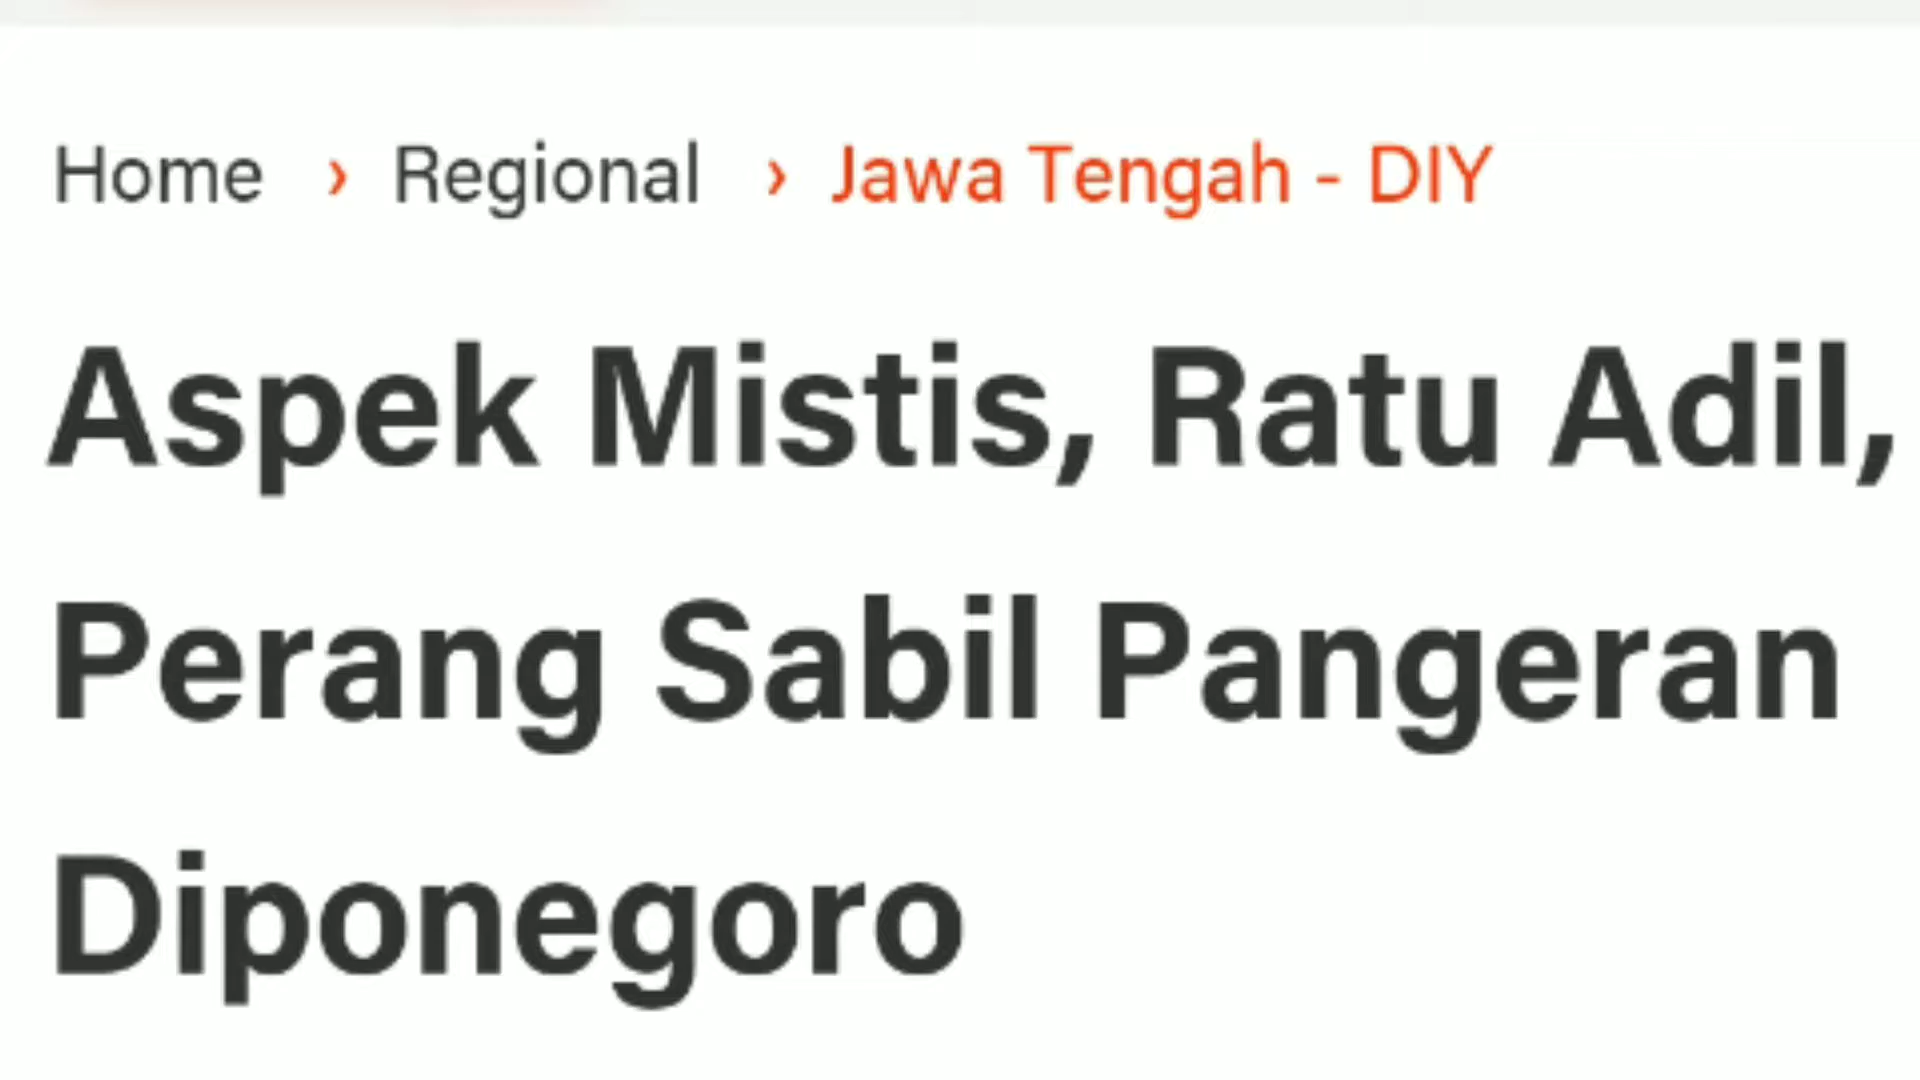 Home › Regional › Jawa Tengah - DIY
Aspek Mistis, Ratu Adil,
Perang Sabil Pangeran
Diponegoro